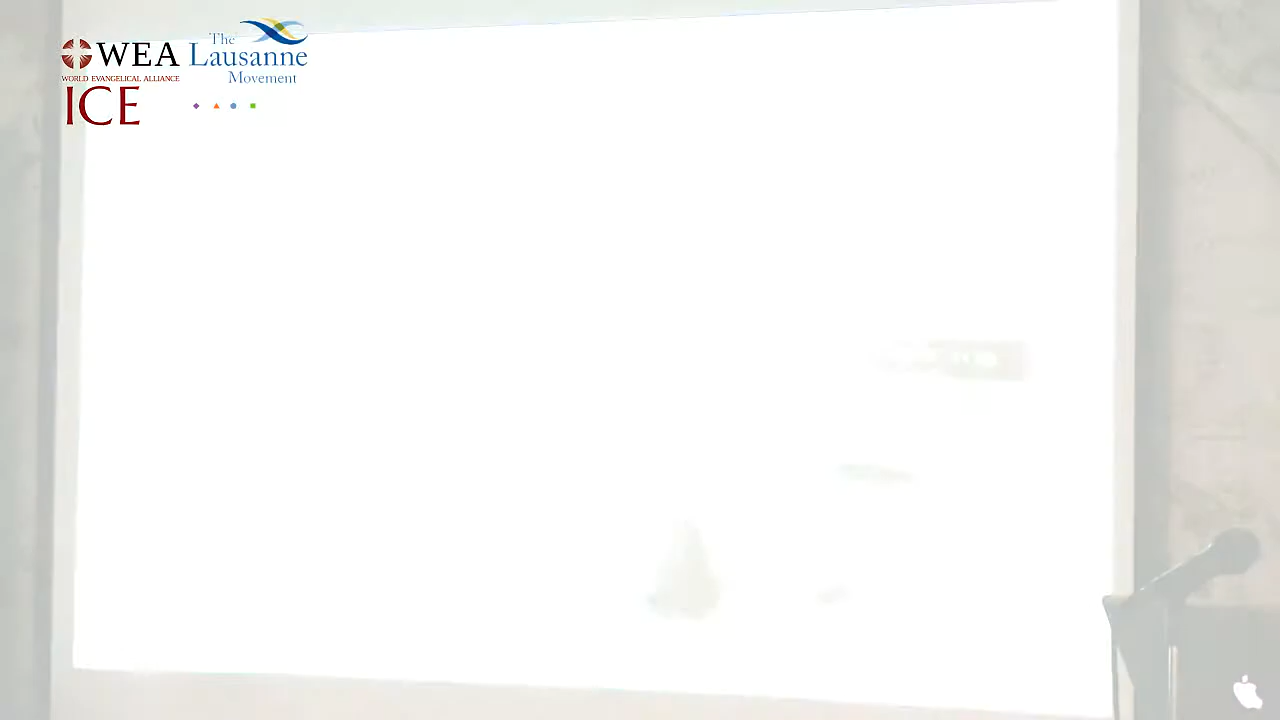 WEA
WORLD EVANGELICAL ALLIANCE
ICE
The
Lausanne
Movement